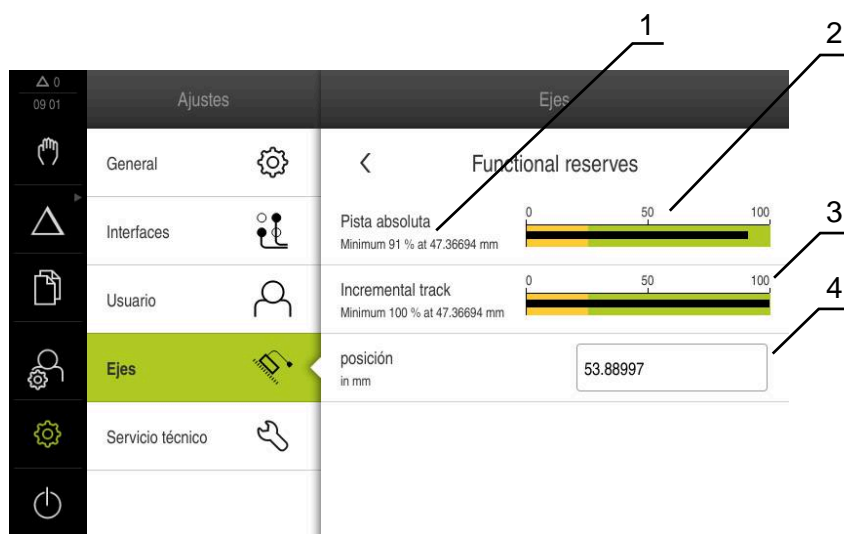 1
2
△ 0
09 01
Ajustes
Ejes
General
Functional reserves
Pista absoluta
Minimum 91 % at 47.36694 mm
0 50 100
3
Interfaces
Incremental track
Minimum 100 % at 47.36694 mm
0 50 100
4
Usuario
Ejes
posición
in mm
53.88997
Servicio técnico